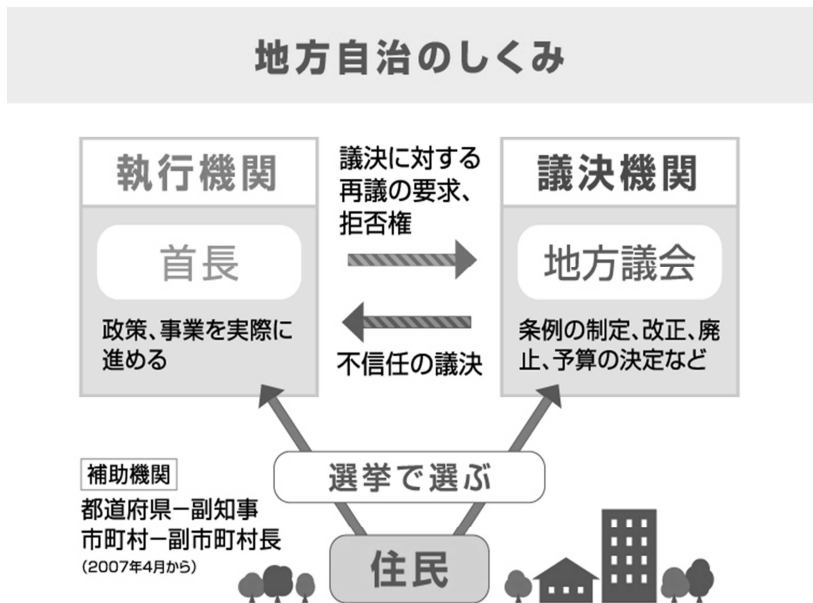 地方自治のしくみ
執行機関
首長
政策、事業を実際に
進める
議決に対する
再議の要求、
拒否権
不信任の議決
議決機関
地方議会
条例の制定、改正、廃
止、予算の決定など
選挙で選ぶ
補助機関
都道府県−副知事
市町村−副市町村長
（2007年4月から）
住民